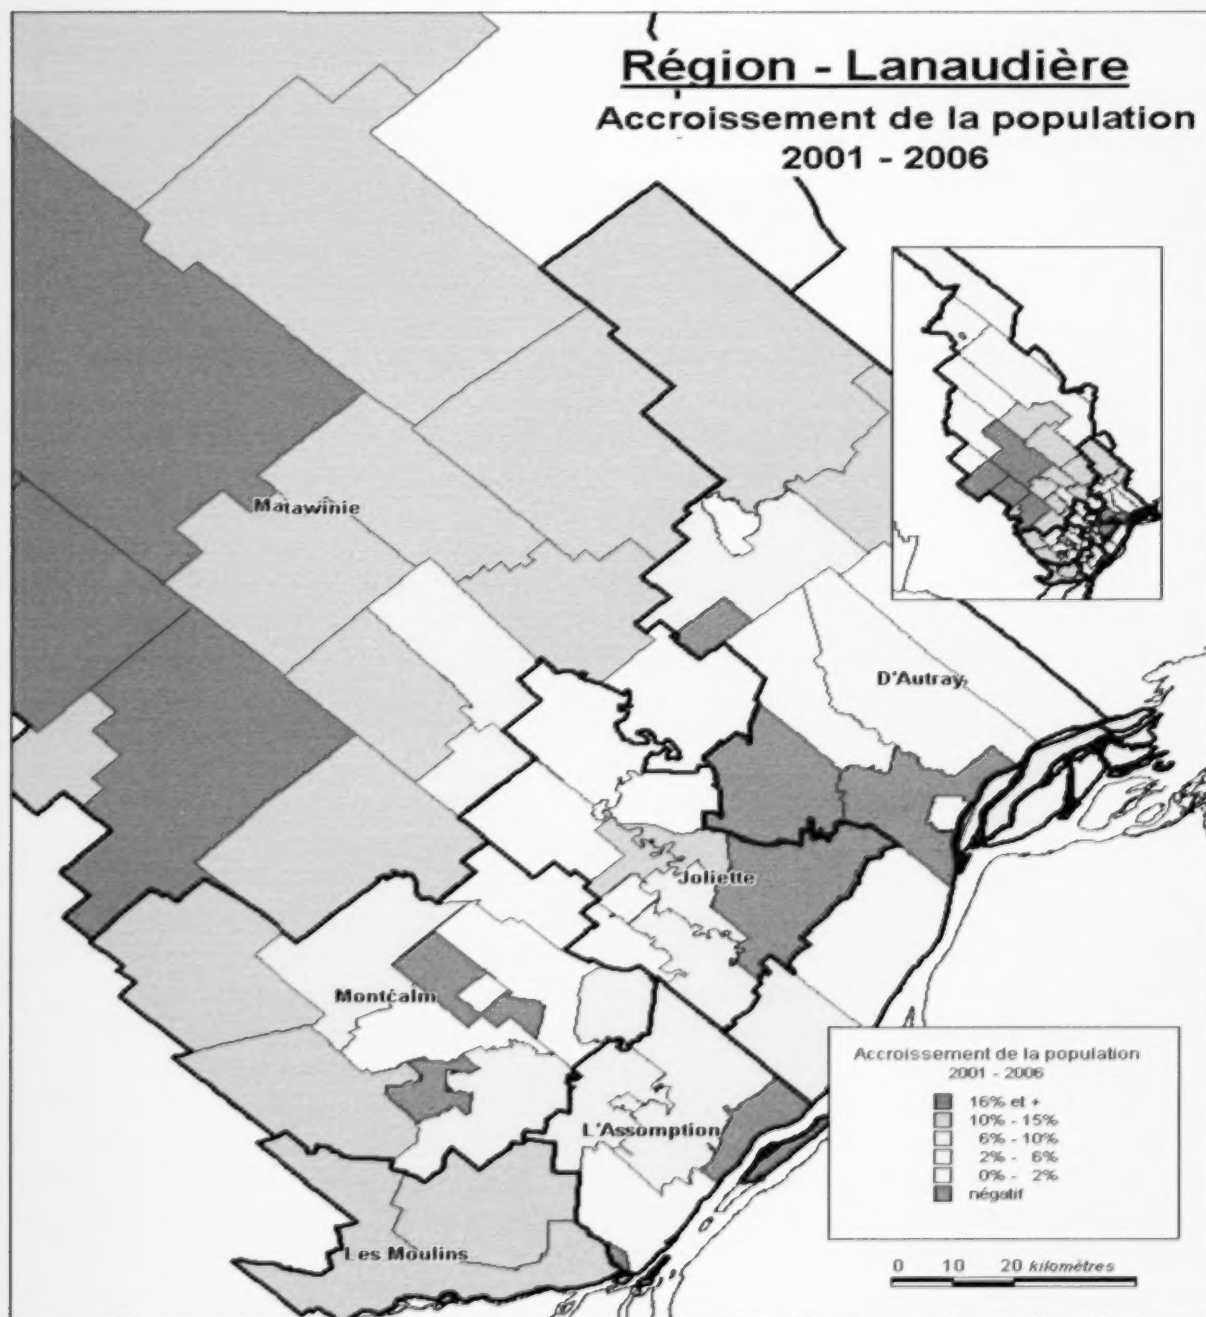 Région - Lanaudière
Accroissement de la population
2001 - 2006
Matawinie
D'Autray
Joliette
Montcalm
L'Assomption
Les Moulins
Accroissement de la population
2001 - 2006
16% et +
10% - 15%
6% - 10%
2% - 6%
0% - 2%
négatif
0 10 20 kilomètres